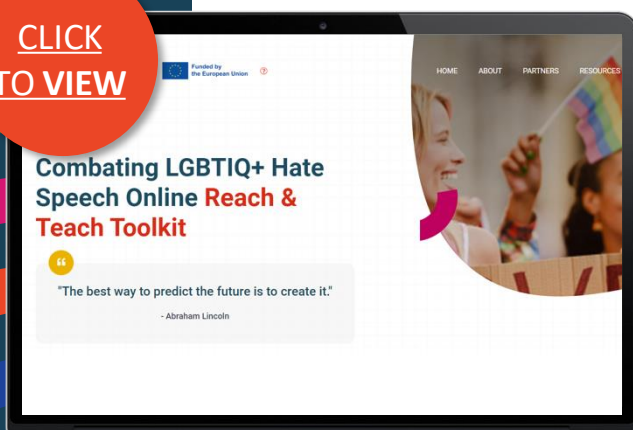 CLICK
TO VIEW
Funded by
the European Union
HOME ABOUT PARTNERS RESOURCES
Combating LGBTIQ+ Hate
Speech Online Reach &
Teach Toolkit
"The best way to predict the future is to create it."
- Abraham Lincoln